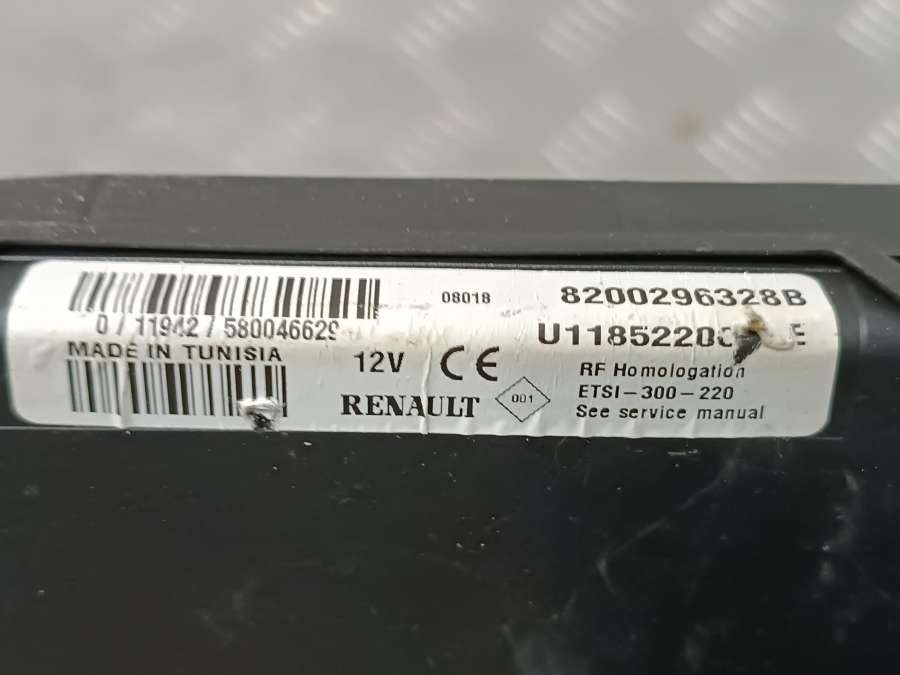 08018
8200296328B
0/11942/580046629
MADE IN TUNISIA
12V
CE
RENAULT
001
RF Homologation
ETSI-300-220
See service manual